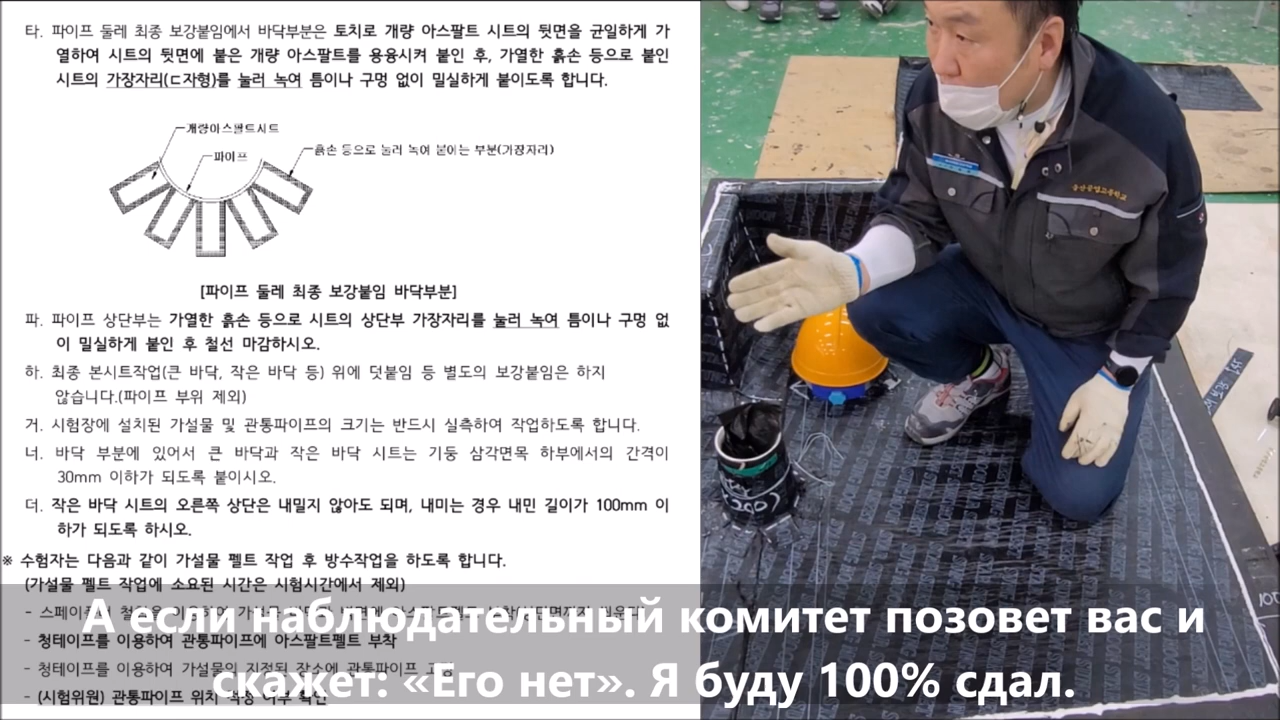 타. 파이프 둘레 최종 보강붙임에서 바닥부분은 토치로 개량 아스팔트 시트의 뒷면을 균일하게 가
열하여 시트의 뒷면에 붙은 개량 아스팔트를 용융시켜 붙인 후, 가열한 흙손 등으로 붙인
시트의 가장자리(ㄷ자형)를 눌러 녹여 틈이나 구멍 없이 밀실하게 붙이도록 합니다.
개량아스팔트시트
파이프
흙손 등으로 눌러 녹여 붙이는 부분(가장자리)
[파이프 둘레 최종 보강붙임 바닥부분]
파. 파이프 상단부는 가열한 흙손 등으로 시트의 상단부 가장자리를 눌러 녹여 틈이나 구멍 없
이 밀실하게 붙인 후 철선 마감하시오.
하. 최종 본시트작업(큰 바닥, 작은 바닥 등) 위에 덧붙임 등 별도의 보강붙임은 하지
않습니다.(파이프 부위 제외)
거. 시험장에 설치된 가설물 및 관통파이프의 크기는 반드시 실측하여 작업하도록 합니다.
너. 바닥 부분에 있어서 큰 바닥과 작은 바닥 시트는 기둥 삼각면목 하부에서의 간격이
30mm 이하가 되도록 붙이시오.
더. 작은 바닥 시트의 오른쪽 상단은 내밀지 않아도 되며, 내미는 경우 내민 길이가 100mm 이
하가 되도록 하시오.
※ 수험자는 다음과 같이 가설물 펠트 작업 후 방수작업을 하도록 합니다.
(가설물 펠트 작업에 소요된 시간은 시험시간에서 제외)
- 청테이프를 이용하여 관통파이프에 아스팔트펠트 부착
- 청테이프를 이용하여 가설물의 지정된 장소에 관통파이프
- (시험위원) 관통파이프 위치
А если наблюдательный комитет позовет вас и
скажет: «Его нет». Я буду 100% сдал.